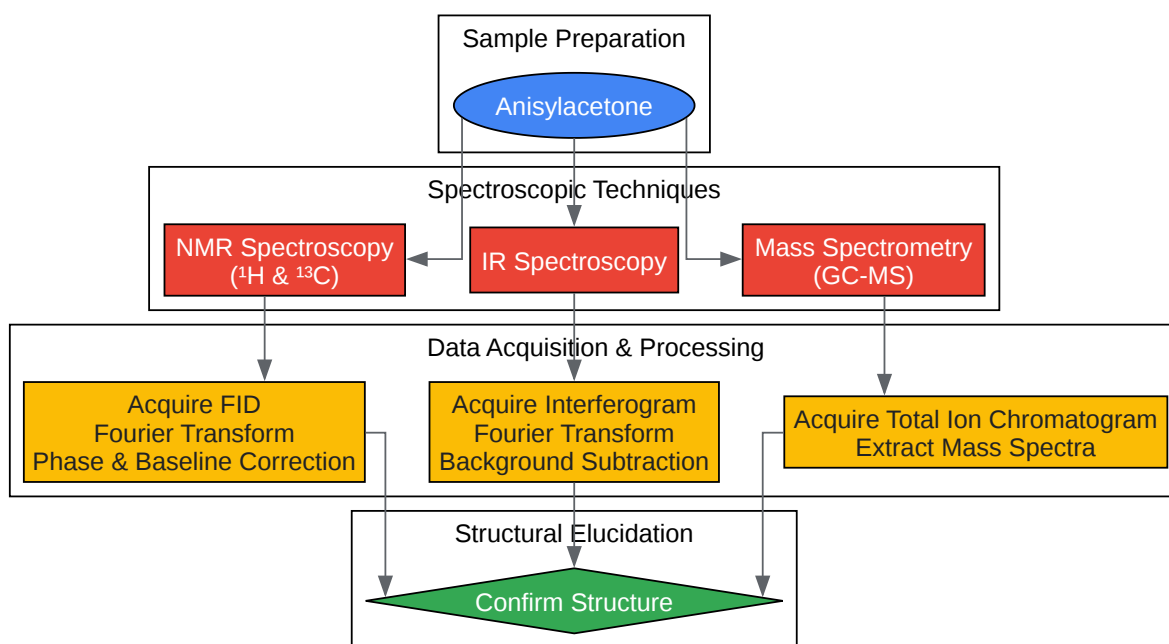 Sample Preparation
Anisylacetone
Spectroscopic Techniques
NMR Spectroscopy
(¹H & ¹³C)
IR Spectroscopy
Mass Spectrometry
(GC-MS)
Data Acquisition & Processing
Acquire FID
Fourier Transform
Phase & Baseline Correction
Acquire Interferogram
Fourier Transform
Background Subtraction
Acquire Total Ion Chromatogram
Extract Mass Spectra
Structural Elucidation
Confirm Structure